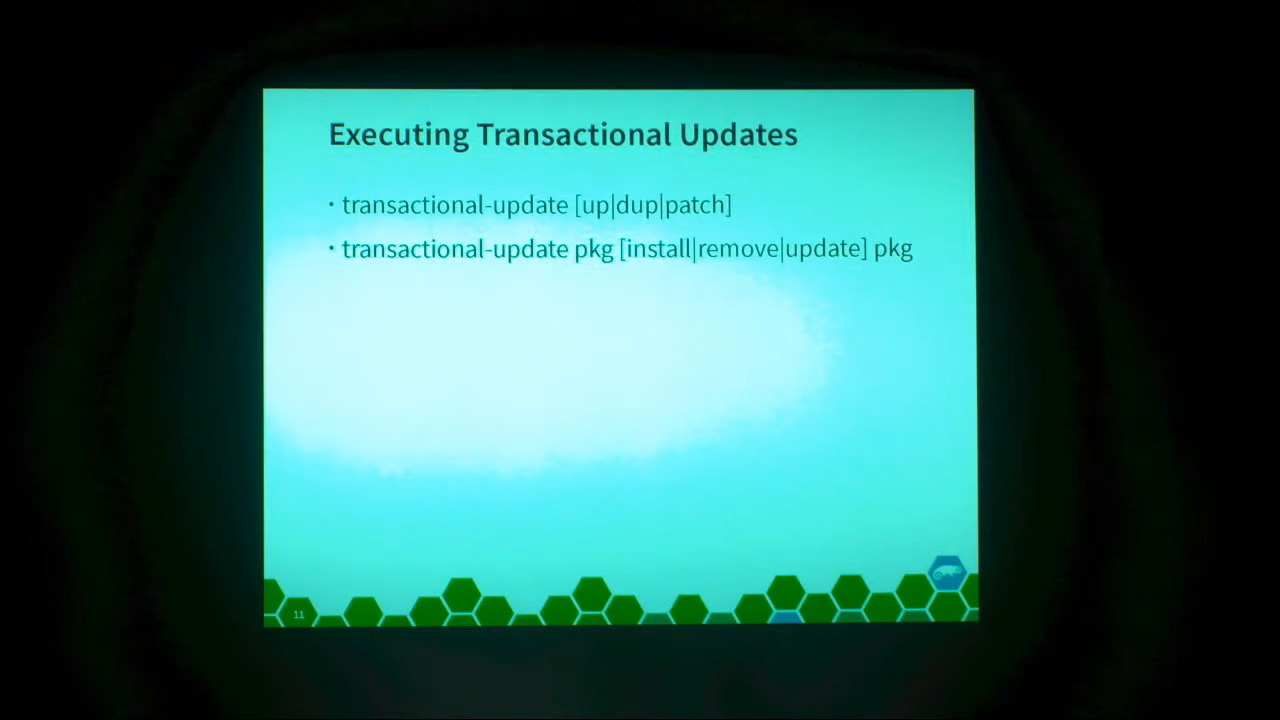 Executing Transactional Updates
· transactional-update [up|dup|patch]
· transactional-update pkg [install|remove|update] pkg
11